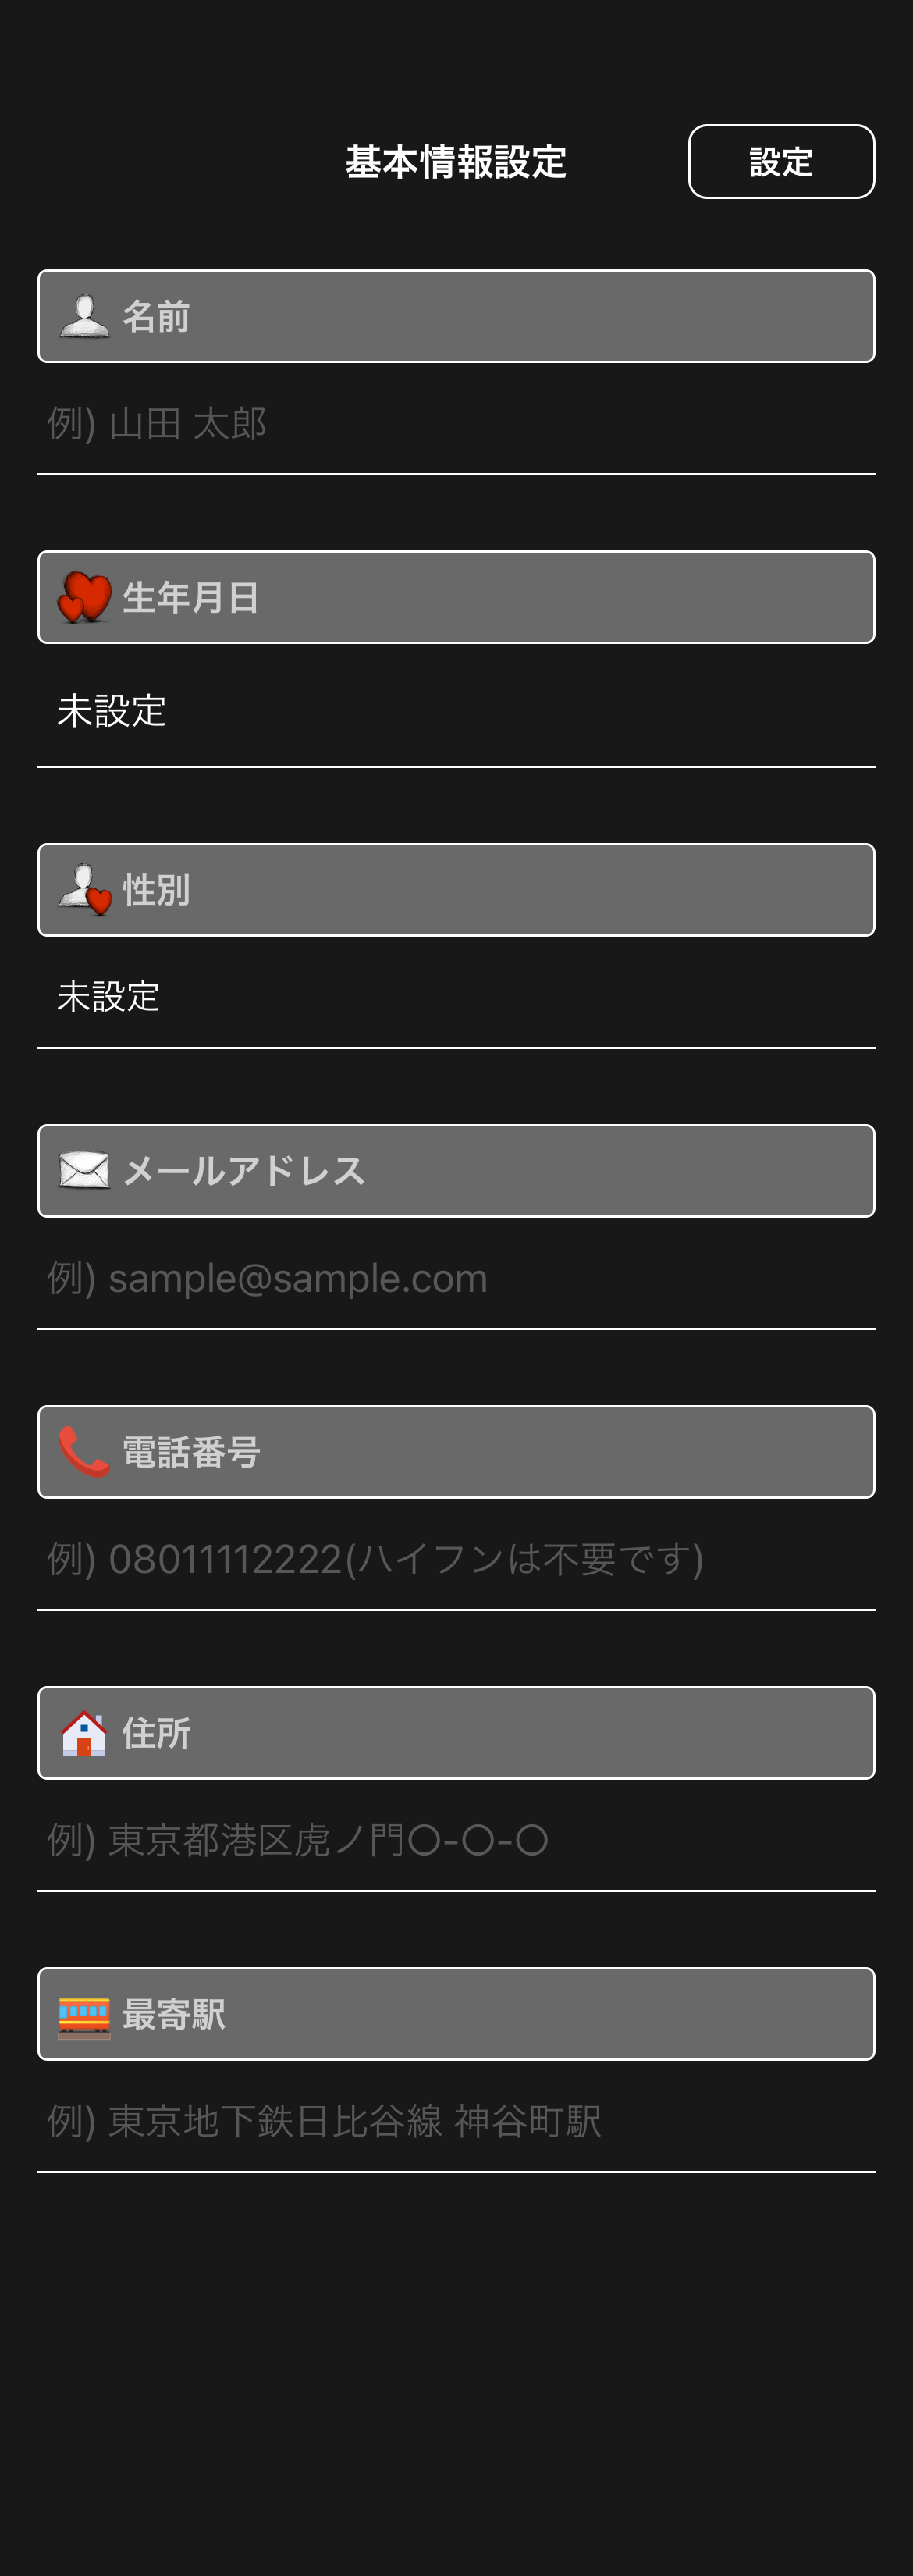 基本情報設定
設定
名前
例) 山田 太郎
生年月日
未設定
性別
未設定
メールアドレス
例) sample@sample.com
電話番号
例) 08011112222(ハイフンは不要です)
住所
例) 東京都港区虎ノ門○-○-○
最寄駅
例) 東京地下鉄日比谷線 神谷町駅